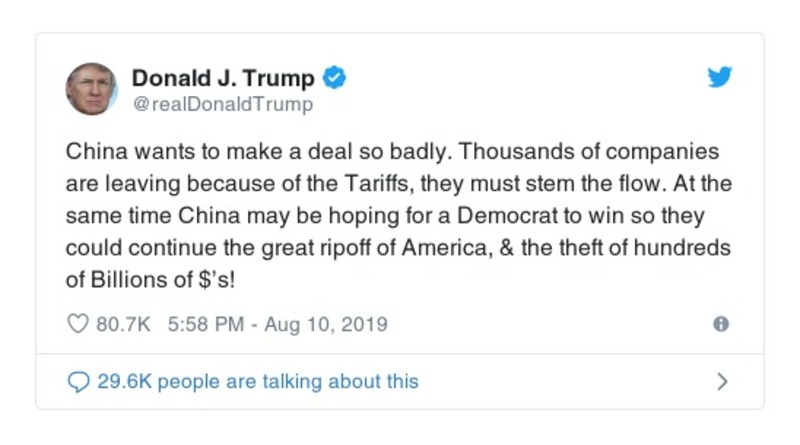 Donald J. Trump
@realDonaldTrump
China wants to make a deal so badly. Thousands of companies
are leaving because of the Tariffs, they must stem the flow. At the
same time China may be hoping for a Democrat to win so they
could continue the great ripoff of America, & the theft of hundreds
of Billions of $'s!
80.7K 5:58 PM - Aug 10, 2019
29.6K people are talking about this